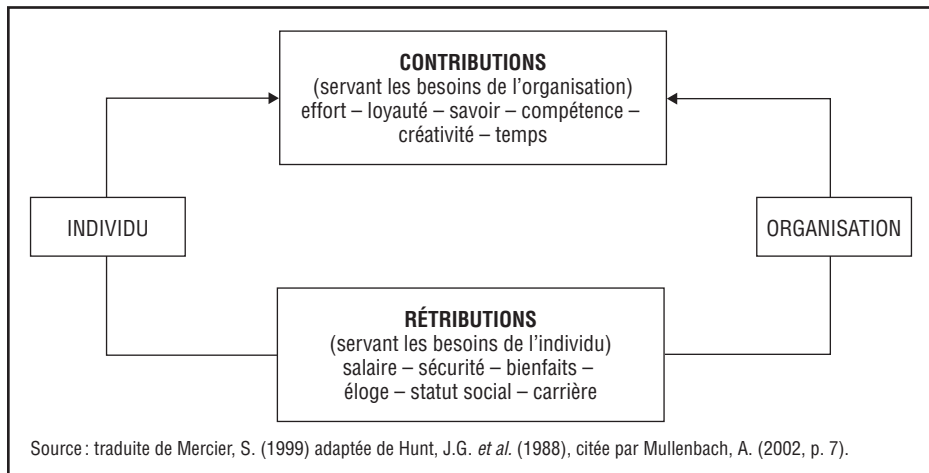 CONTRIBUTIONS
(servant les besoins de l’organisation)
effort – loyauté – savoir – compétence –
créativité – temps
INDIVIDU
ORGANISATION
RÉTRIBUTIONS
(servant les besoins de l’individu)
salaire – sécurité – bienfaits –
éloge – statut social – carrière
Source : traduite de Mercier, S. (1999) adaptée de Hunt, J.G. et al. (1988), citée par Mullenbach, A. (2002, p. 7).